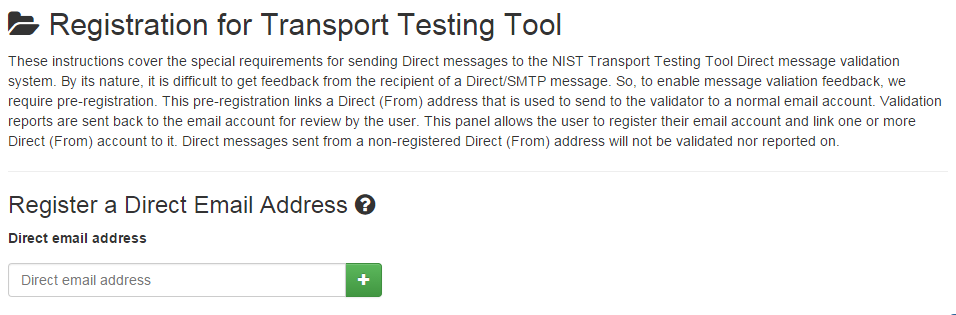 Registration for Transport Testing Tool
These instructions cover the special requirements for sending Direct messages to the NIST Transport Testing Tool Direct message validation
system. By its nature, it is difficult to get feedback from the recipient of a Direct/SMTP message. So, to enable message valiation feedback, we
require pre-registration. This pre-registration links a Direct (From) address that is used to send to the validator to a normal email account. Validation
reports are sent back to the email account for review by the user. This panel allows the user to register their email account and link one or more
Direct (From) account to it. Direct messages sent from a non-registered Direct (From) address will not be validated nor reported on.
Register a Direct Email Address ?
Direct email address
Direct email address +